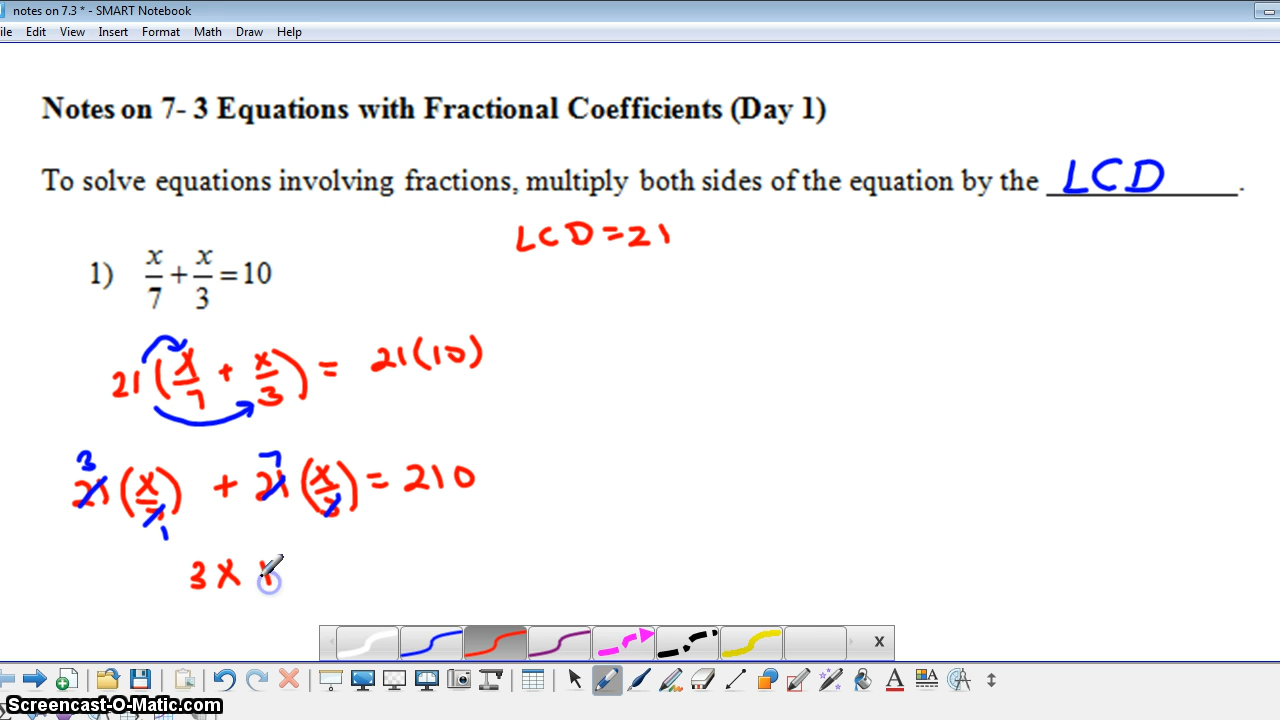 notes on 7.3 * - SMART Notebook
ile Edit View Insert Format Math Draw Help
Notes on 7- 3 Equations with Fractional Coefficients (Day 1)
To solve equations involving fractions, multiply both sides of the equation by the LCD.
LCD = 21
1) x/7 + x/3 = 10
21 (x/7 + x/3) = 21(10)
3 7
21 (x/7) + 21 (x/3) = 210
1
3x
x
A A
Screencast-O-Matic.com